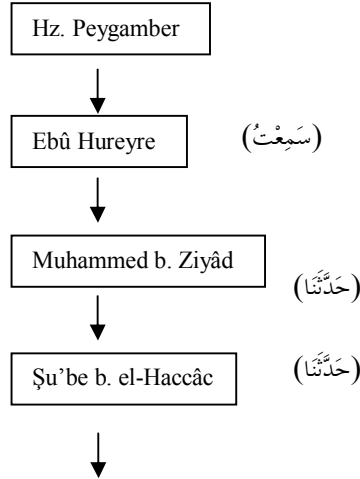 Hz. Peygamber
Ebû Hureyre (سَمِعْتُ)
Muhammed b. Ziyâd
(حَدَّثَنَا)
Şu’be b. el-Haccâc (حَدَّثَنَا)